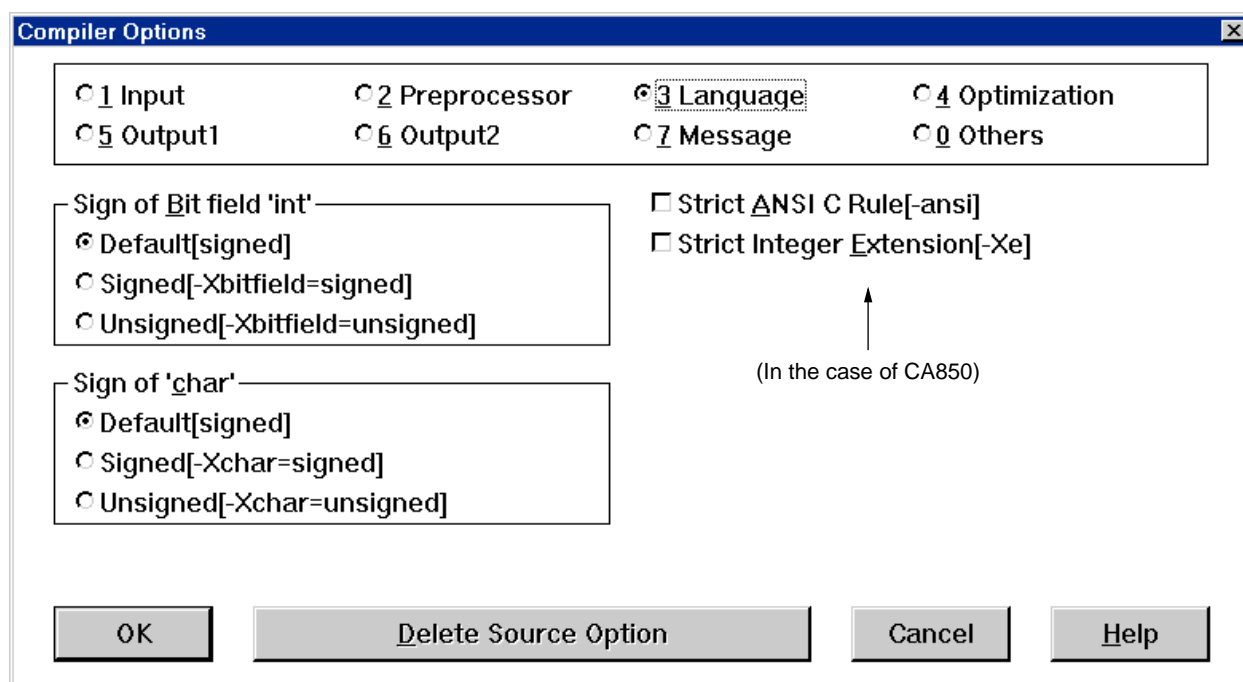 Compiler Options
1 Input 2 Preprocessor 3 Language 4 Optimization
5 Output1 6 Output2 7 Message 0 Others
Sign of Bit field 'int'
Default[signed]
Signed[-Xbitfield=signed]
Unsigned[-Xbitfield=unsigned]
Strict ANSI C Rule[-ansi]
Strict Integer Extension[-Xe]
(In the case of CA850)
Sign of 'char'
Default[signed]
Signed[-Xchar=signed]
Unsigned[-Xchar=unsigned]
OK Delete Source Option Cancel Help